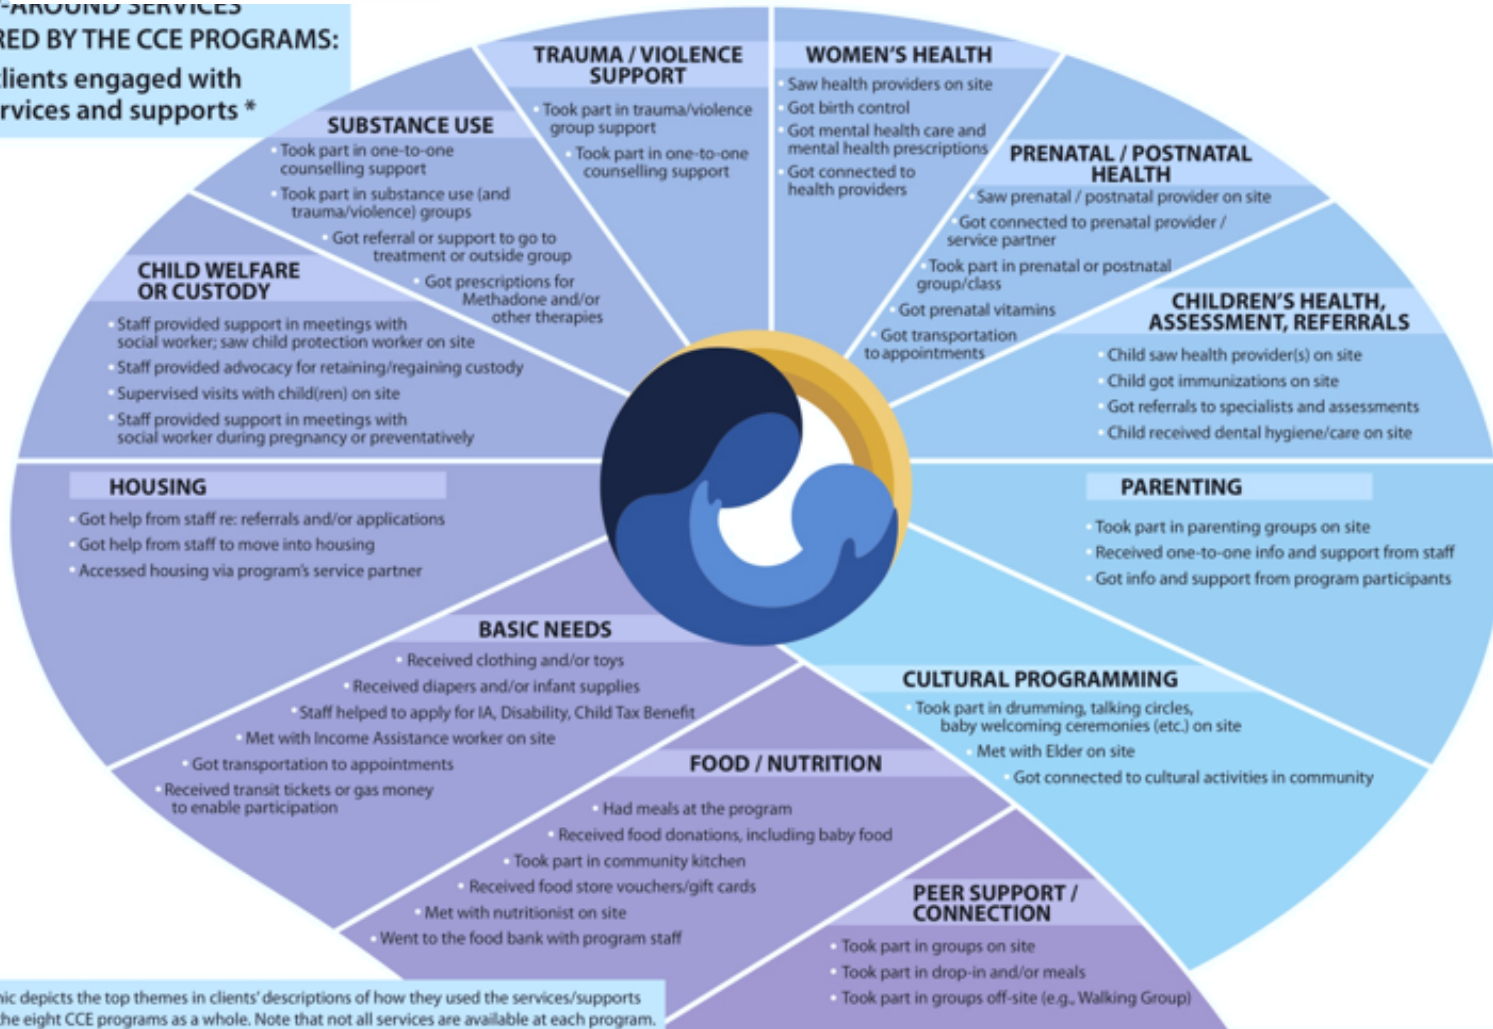 -AROUND SERVICES
RED BY THE CCE PROGRAMS:
clients engaged with
rvices and supports *
TRAUMA / VIOLENCE
SUPPORT
• Took part in trauma/violence
group support
• Took part in one-to-one
counselling support
WOMEN'S HEALTH
• Saw health providers on site
• Got birth control
• Got mental health care and
mental health prescriptions
• Got connected to
health providers
PRENATAL / POSTNATAL
HEALTH
• Saw prenatal / postnatal provider on site
• Got connected to prenatal provider /
service partner
• Took part in prenatal or postnatal
group/class
• Got prenatal vitamins
• Got transportation
to appointments
CHILDREN'S HEALTH,
ASSESSMENT, REFERRALS
• Child saw health provider(s) on site
• Child got immunizations on site
• Got referrals to specialists and assessments
• Child received dental hygiene/care on site
PARENTING
• Took part in parenting groups on site
• Received one-to-one info and support from staff
• Got info and support from program participants
CULTURAL PROGRAMMING
• Took part in drumming, talking circles,
baby welcoming ceremonies (etc.) on site
• Met with Elder on site
• Got connected to cultural activities in community
PEER SUPPORT /
CONNECTION
• Took part in groups on site
• Took part in drop-in and/or meals
• Took part in groups off-site (e.g., Walking Group)
FOOD / NUTRITION
• Had meals at the program
• Received food donations, including baby food
• Took part in community kitchen
• Received food store vouchers/gift cards
• Met with nutritionist on site
• Went to the food bank with program staff
BASIC NEEDS
• Received clothing and/or toys
• Received diapers and/or infant supplies
• Staff helped to apply for IA, Disability, Child Tax Benefit
• Met with Income Assistance worker on site
• Got transportation to appointments
• Received transit tickets or gas money
to enable participation
HOUSING
• Got help from staff re: referrals and/or applications
• Got help from staff to move into housing
• Accessed housing via program's service partner
CHILD WELFARE
OR CUSTODY
• Staff provided support in meetings with
social worker; saw child protection worker on site
• Staff provided advocacy for retaining/regaining custody
• Supervised visits with child(ren) on site
• Staff provided support in meetings with
social worker during pregnancy or preventatively
SUBSTANCE USE
• Took part in one-to-one
counselling support
• Took part in substance use (and
trauma/violence) groups
• Got referral or support to go to
treatment or outside group
• Got prescriptions for
Methadone and/or
other therapies
hic depicts the top themes in clients' descriptions of how they used the services/supports
the eight CCE programs as a whole. Note that not all services are available at each program.